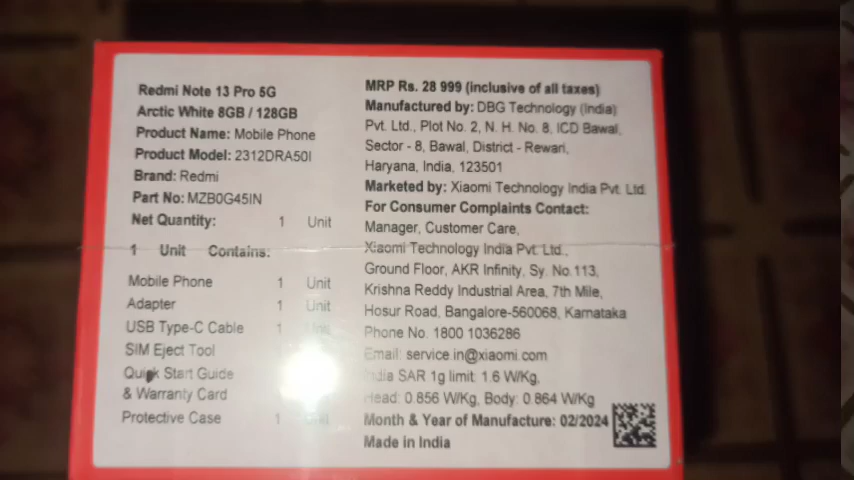 Redmi Note 13 Pro 5G
Arctic White 8GB / 128GB
Product Name: Mobile Phone
Product Model: 2312DRA50I
Brand: Redmi
Part No: MZB0G45IN
Net Quantity: 1 Unit
1 Unit Contains:
Mobile Phone 1 Unit
Adapter 1 Unit
USB Type-C Cable 1 Unit
SIM Eject Tool
Quick Start Guide
& Warranty Card
Protective Case 1 Unit
MRP Rs. 28 999 (inclusive of all taxes)
Manufactured by: DBG Technology (India)
Pvt. Ltd., Plot No. 2, N. H. No. 8, ICD Bawal,
Sector - 8, Bawal, District - Rewari,
Haryana, India, 123501
Marketed by: Xiaomi Technology India Pvt. Ltd.
For Consumer Complaints Contact:
Manager, Customer Care,
Xiaomi Technology India Pvt. Ltd.,
Ground Floor, AKR Infinity, Sy. No.113,
Krishna Reddy Industrial Area, 7th Mile,
Hosur Road, Bangalore-560068, Karnataka
Phone No. 1800 1036286
Email: service.in@xiaomi.com
India SAR 1g limit: 1.6 W/Kg,
Head: 0.856 W/Kg, Body: 0.864 W/Kg
Month & Year of Manufacture: 02/2024
Made in India